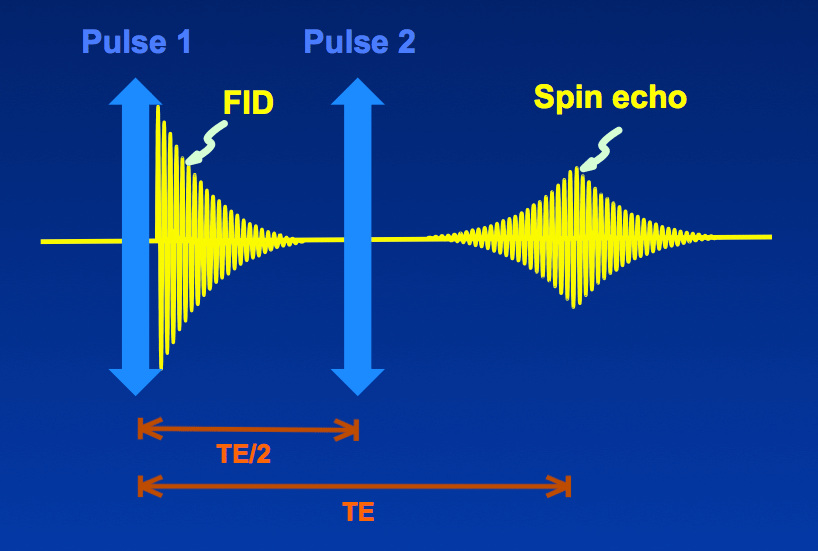 Pulse 1
Pulse 2
FID
Spin echo
TE/2
TE